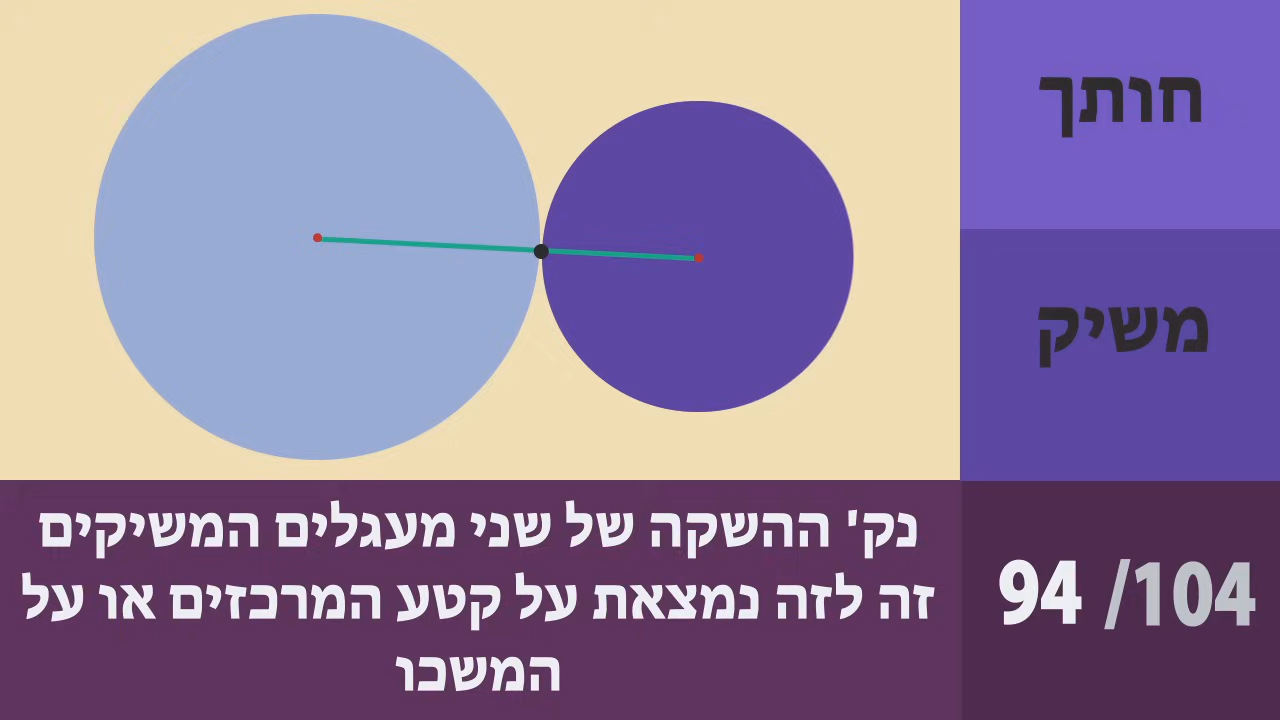 חותך
משיק
נק' ההשקה של שני מעגלים המשיקים
זה לזה נמצאת על קטע המרכזים או על
המשכו
94 /104